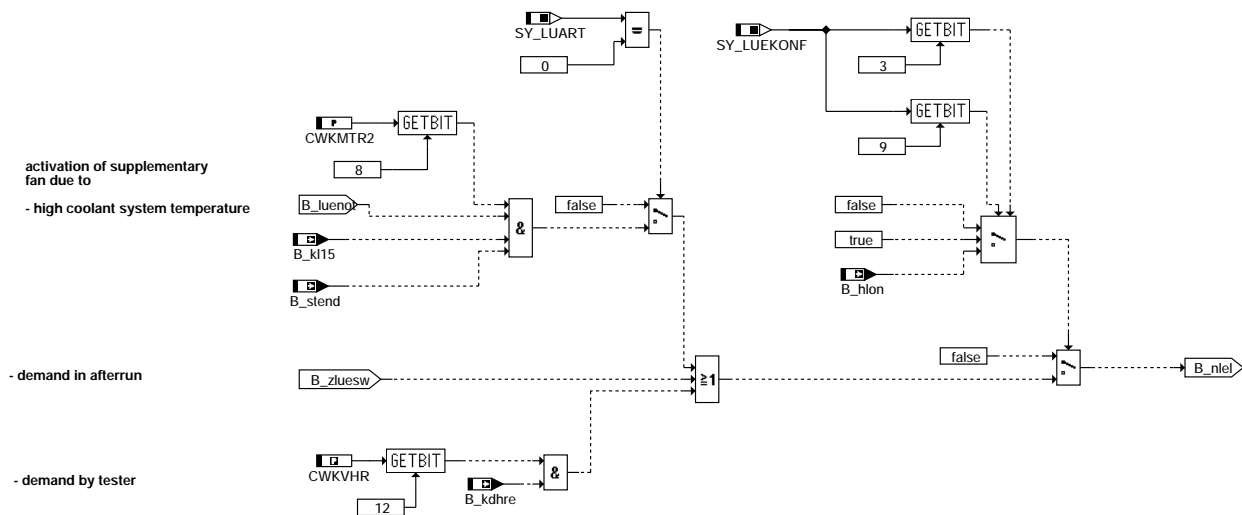 SY_LUART
0
SY_LUEKONF
GETBIT
3
CWKMTR2
GETBIT
8
GETBIT
9
activation of supplementary
fan due to
- high coolant system temperature
B_luenot
B_kl15
B_stend
&
false
false
true
B_hlon
- demand in afterrun
B_zluesw
≥1
false
B_nlel
- demand by tester
CWKVHR
GETBIT
12
B_kdhre
&